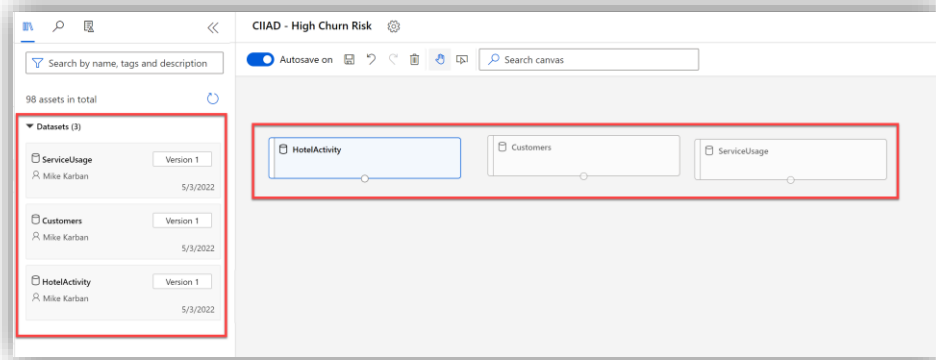 CIIAD - High Churn Risk
Search by name, tags and description
Autosave on
Search canvas
98 assets in total
Datasets (3)
ServiceUsage Version 1
Mike Karban
5/3/2022
Customers Version 1
Mike Karban
5/3/2022
HotelActivity Version 1
Mike Karban
5/3/2022
HotelActivity
Customers
ServiceUsage